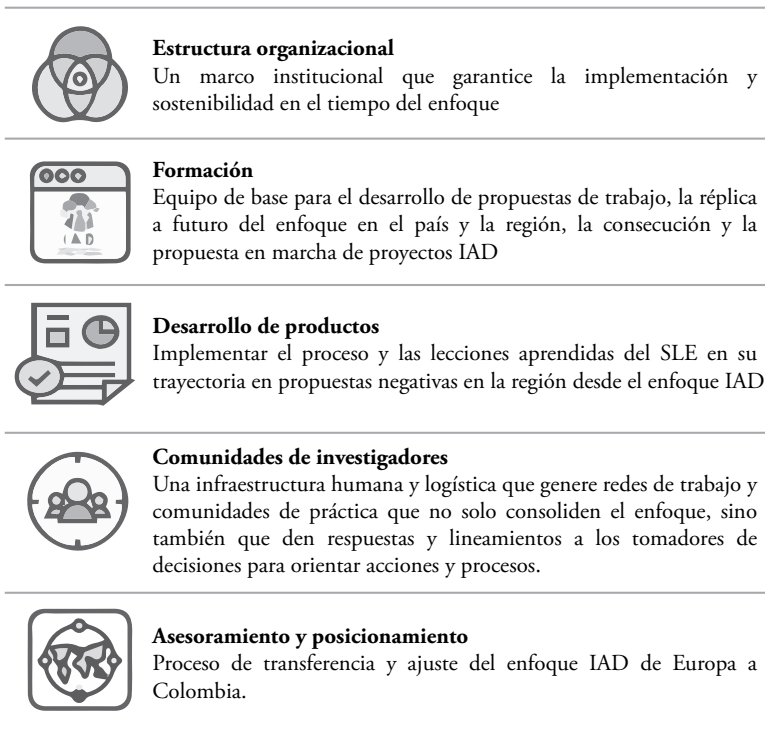 Estructura organizacional
Un marco institucional que garantice la implementación y
sostenibilidad en el tiempo del enfoque
Formación
Equipo de base para el desarrollo de propuestas de trabajo, la réplica
a futuro del enfoque en el país y la región, la consecución y la
propuesta en marcha de proyectos IAD
IAD
Desarrollo de productos
Implementar el proceso y las lecciones aprendidas del SLE en su
trayectoria en propuestas negativas en la región desde el enfoque IAD
Comunidades de investigadores
Una infraestructura humana y logística que genere redes de trabajo y
comunidades de práctica que no solo consoliden el enfoque, sino
también que den respuestas y lineamientos a los tomadores de
decisiones para orientar acciones y procesos.
Asesoramiento y posicionamiento
Proceso de transferencia y ajuste del enfoque IAD de Europa a
Colombia.